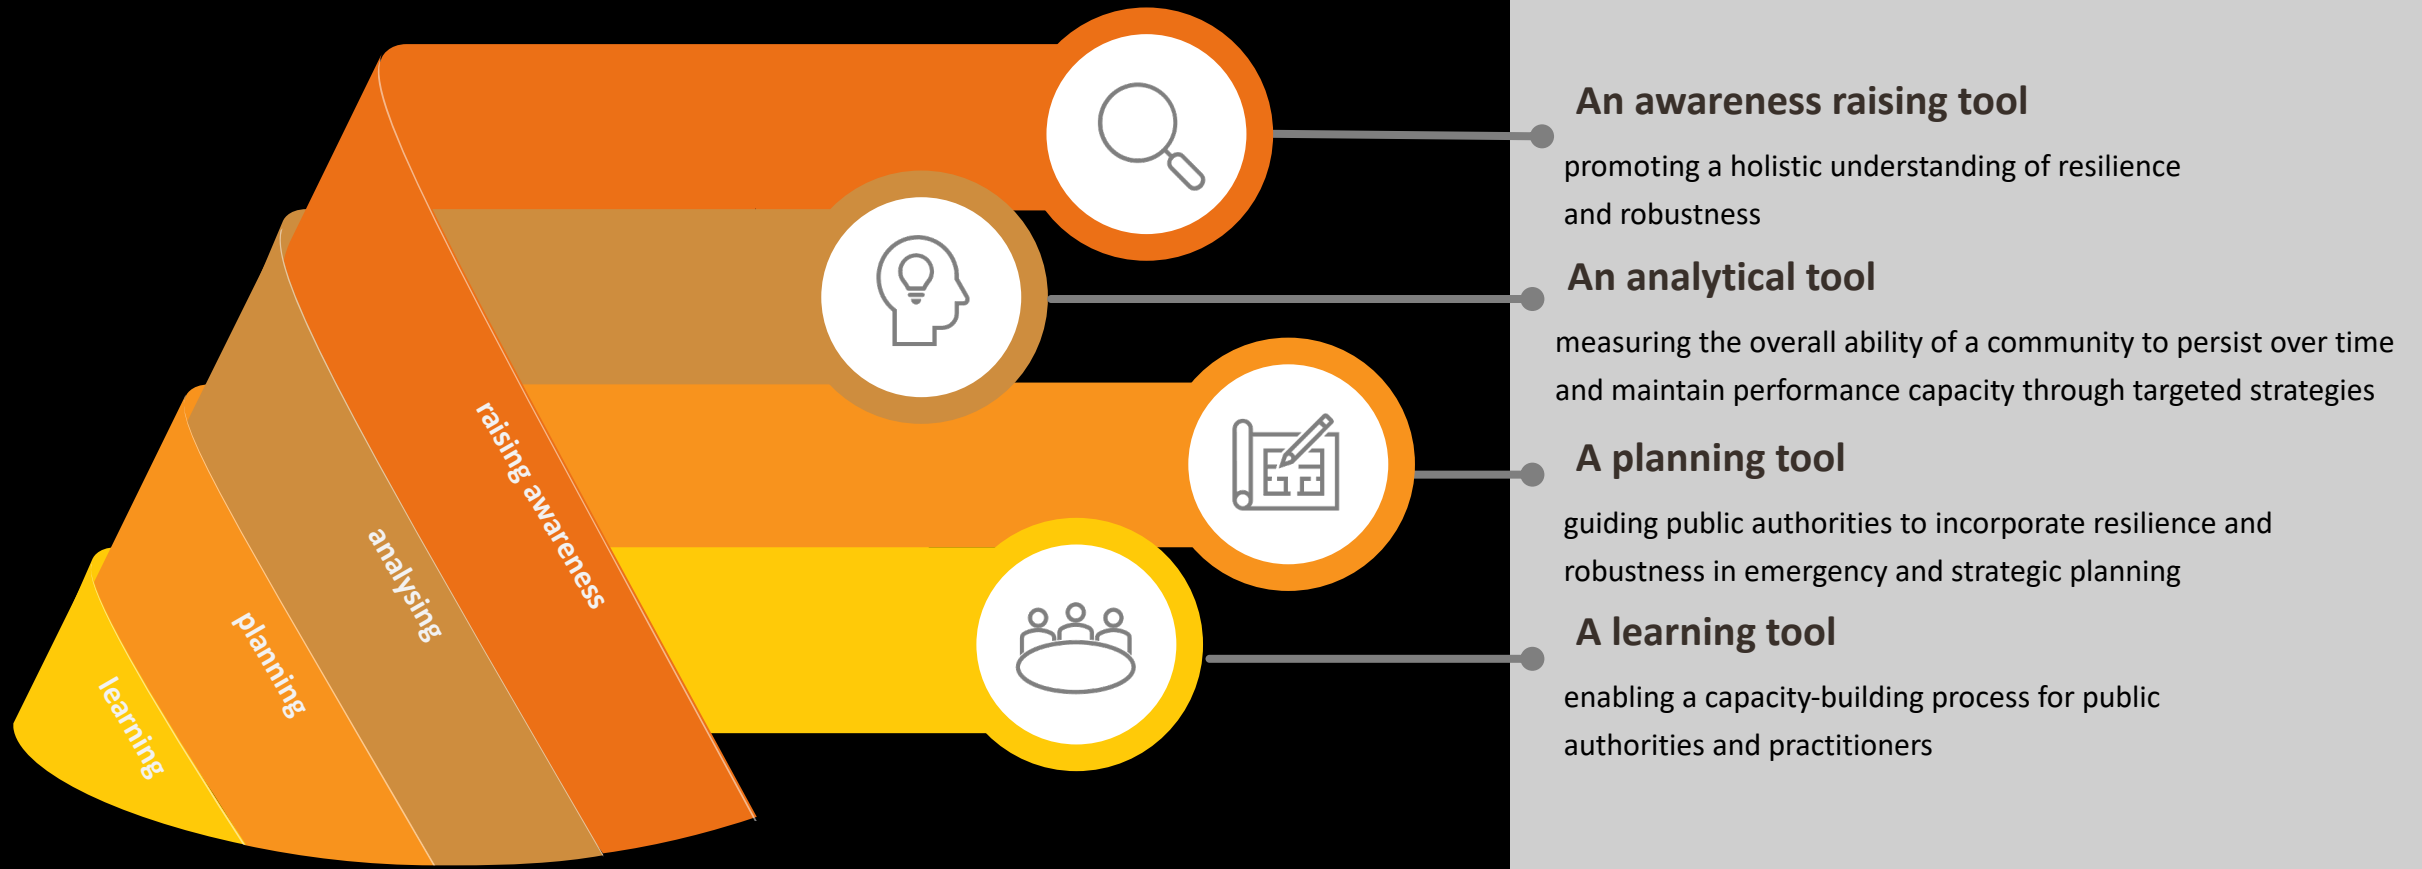 learning
planning
analysing
raising awareness
An awareness raising tool
promoting a holistic understanding of resilience
and robustness
An analytical tool
measuring the overall ability of a community to persist over time
and maintain performance capacity through targeted strategies
A planning tool
guiding public authorities to incorporate resilience and
robustness in emergency and strategic planning
A learning tool
enabling a capacity-building process for public
authorities and practitioners